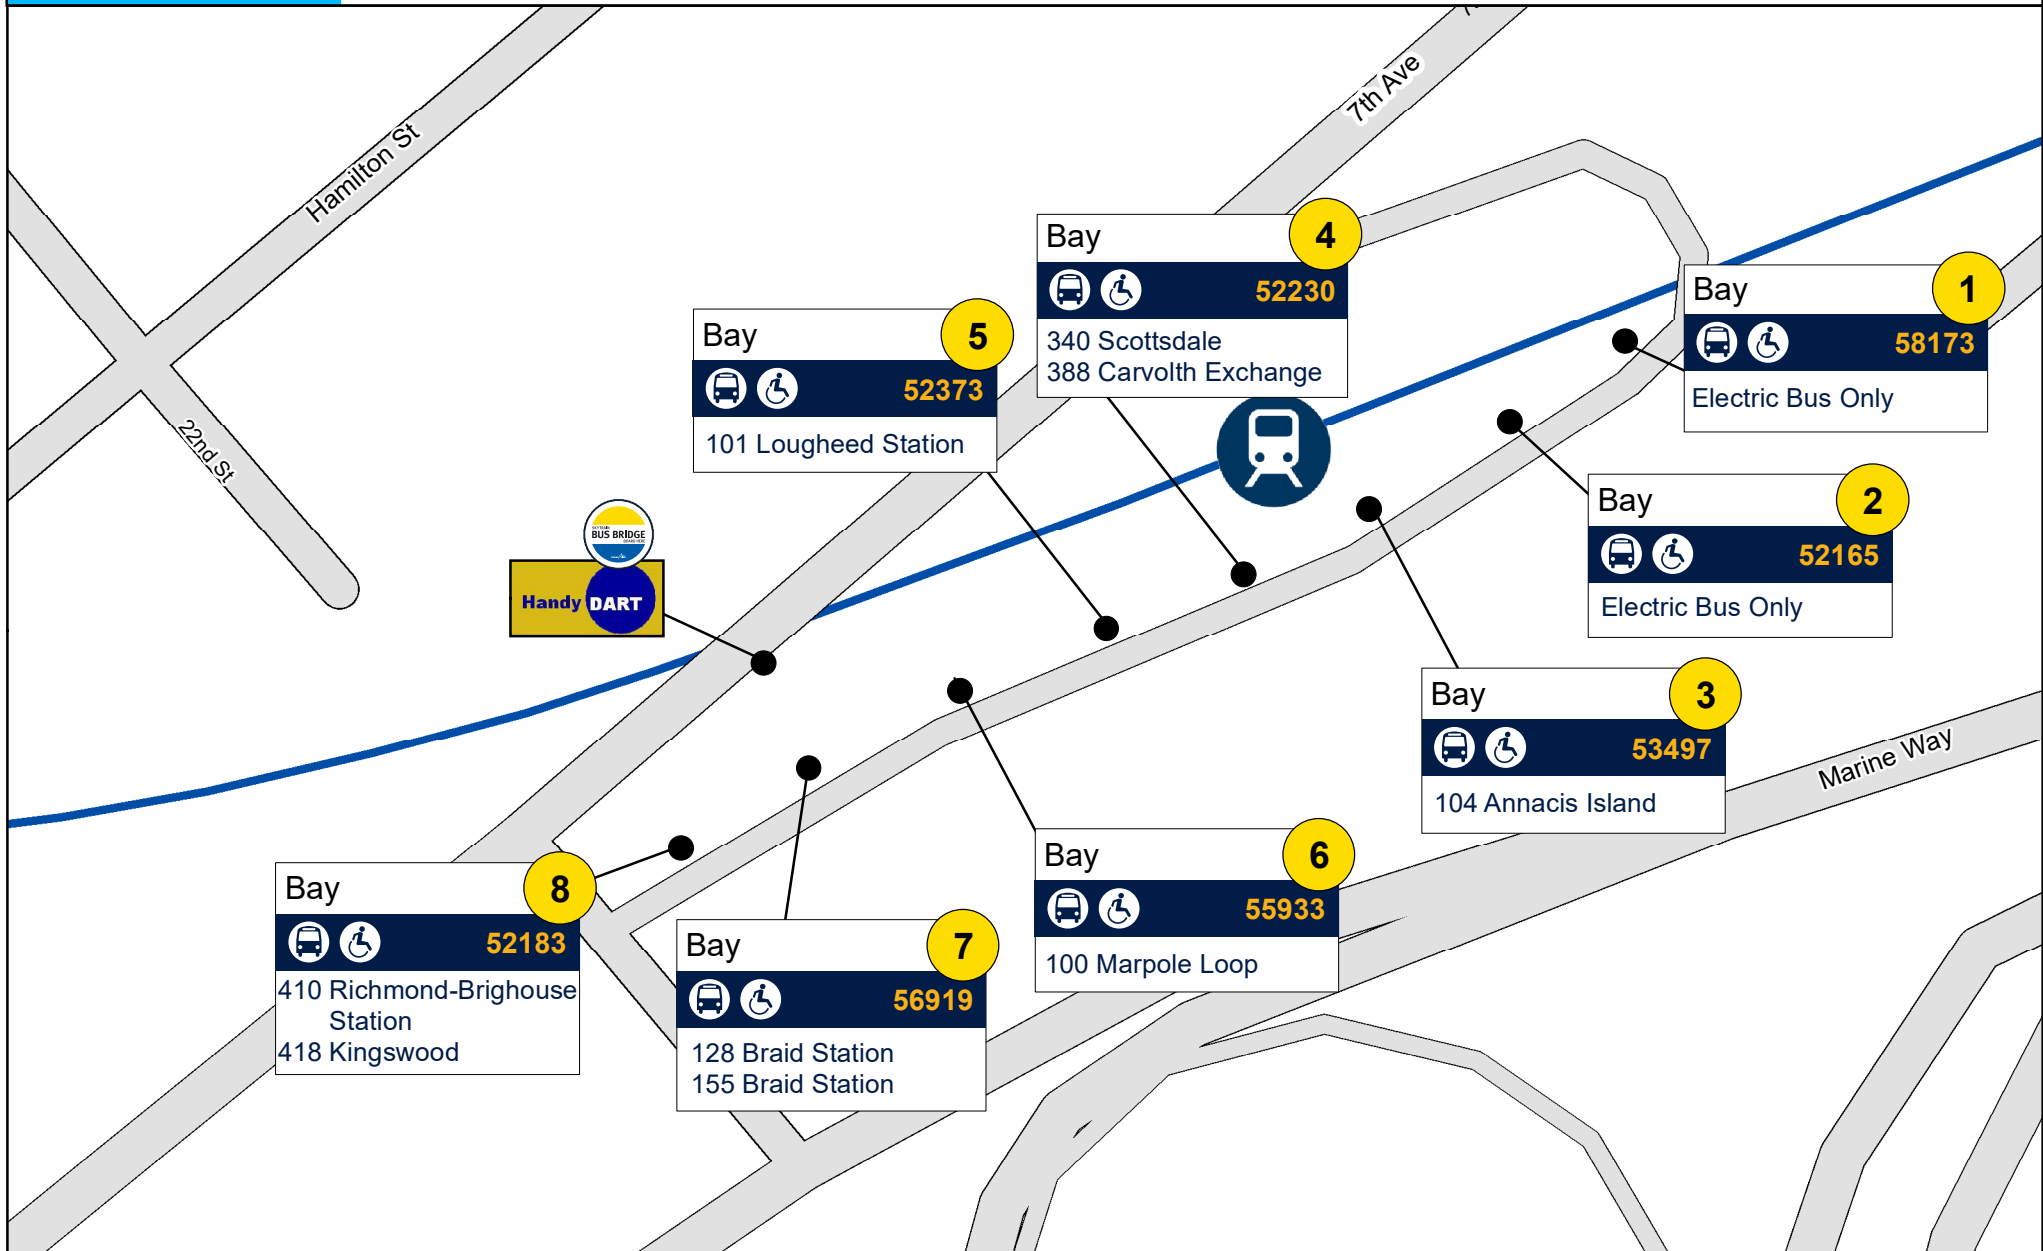 Hamilton St
7th Ave
22nd St
Bay 4
52230
340 Scottsdale
388 Carvolth Exchange
Bay 1
58173
Electric Bus Only
Bay 5
52373
101 Lougheed Station
Bay 2
52165
Electric Bus Only
BUS BRIDGE
Handy DART
Bay 3
53497
104 Annacis Island
Marine Way
Bay 6
55933
100 Marpole Loop
Bay 8
52183
410 Richmond-Brighouse
Station
418 Kingswood
Bay 7
56919
128 Braid Station
155 Braid Station